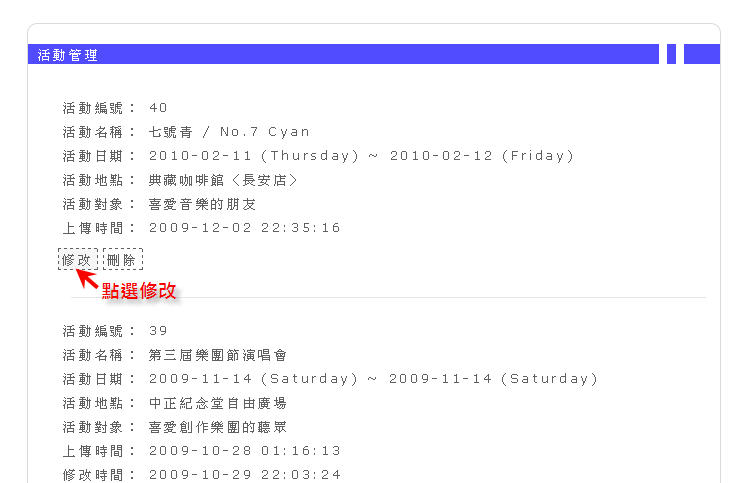 活動管理
活動編號： 40
活動名稱： 七號青 / No.7 Cyan
活動日期： 2010-02-11 (Thursday) ~ 2010-02-12 (Friday)
活動地點： 典藏咖啡館〈長安店〉
活動對象： 喜愛音樂的朋友
上傳時間： 2009-12-02 22:35:16
修改 刪除
點選修改
活動編號： 39
活動名稱： 第三屆樂團節演唱會
活動日期： 2009-11-14 (Saturday) ~ 2009-11-14 (Saturday)
活動地點： 中正紀念堂自由廣場
活動對象： 喜愛創作樂團的聽眾
上傳時間： 2009-10-28 01:16:13
修改時間： 2009-10-29 22:03:24